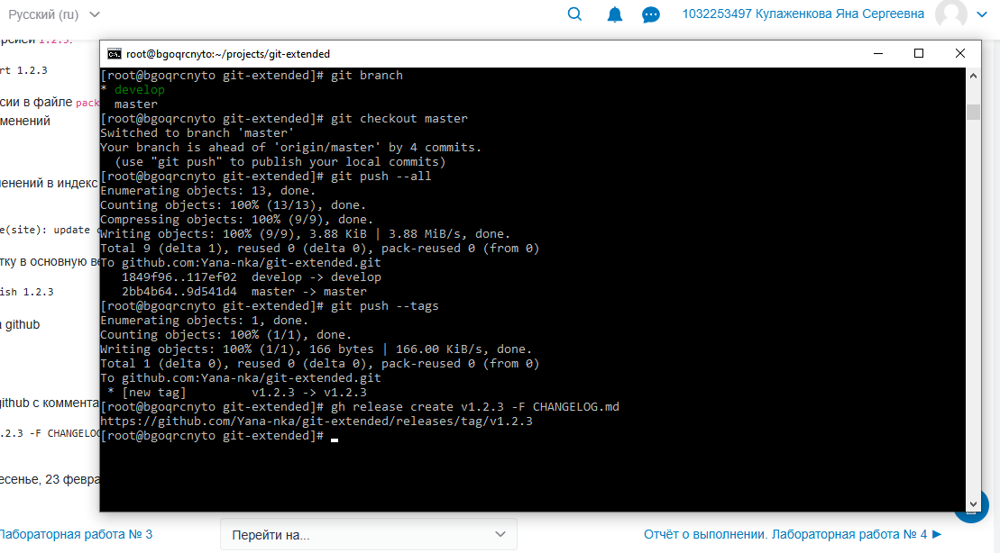 Русский (ru)
1032253497 Кулаженкова Яна Сергеевна
рсией 1.2.3:
rt 1.2.3
сии в файле pack
менений
енений в индекс
e(site): update c
тку в основную ве
ish 1.2.3
github
github с коммента
.2.3 -F CHANGELOG
есенье, 23 февра
root@bgoqrcnyto:~/projects/git-extended
[root@bgoqrcnyto git-extended]# git branch
* develop
master
[root@bgoqrcnyto git-extended]# git checkout master
Switched to branch 'master'
Your branch is ahead of 'origin/master' by 4 commits.
(use "git push" to publish your local commits)
[root@bgoqrcnyto git-extended]# git push --all
Enumerating objects: 13, done.
Counting objects: 100% (13/13), done.
Compressing objects: 100% (9/9), done.
Writing objects: 100% (9/9), 3.88 KiB | 3.88 MiB/s, done.
Total 9 (delta 1), reused 0 (delta 0), pack-reused 0 (from 0)
To github.com:Yana-nka/git-extended.git
1849f96..117ef02  develop -> develop
2bb4b64..9d541d4  master -> master
[root@bgoqrcnyto git-extended]# git push --tags
Enumerating objects: 1, done.
Counting objects: 100% (1/1), done.
Writing objects: 100% (1/1), 166 bytes | 166.00 KiB/s, done.
Total 1 (delta 0), reused 0 (delta 0), pack-reused 0 (from 0)
To github.com:Yana-nka/git-extended.git
* [new tag]         v1.2.3 -> v1.2.3
[root@bgoqrcnyto git-extended]# gh release create v1.2.3 -F CHANGELOG.md
https://github.com/Yana-nka/git-extended/releases/tag/v1.2.3
[root@bgoqrcnyto git-extended]#
Лабораторная работа № 3
Перейти на...
Отчёт о выполнении. Лабораторная работа № 4 ►